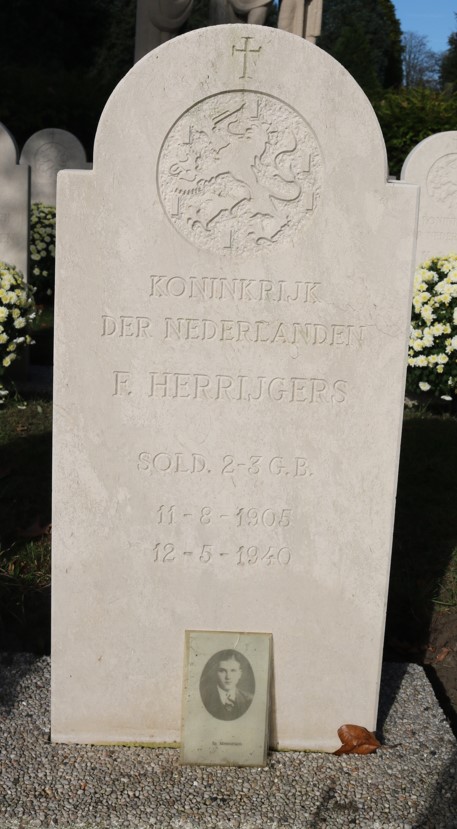 KONINKRIJK
DER NEDERLANDEN
F. HERRIJGERS
SOLD. 2-3 G.B.
11-8-1905
12-5-1940